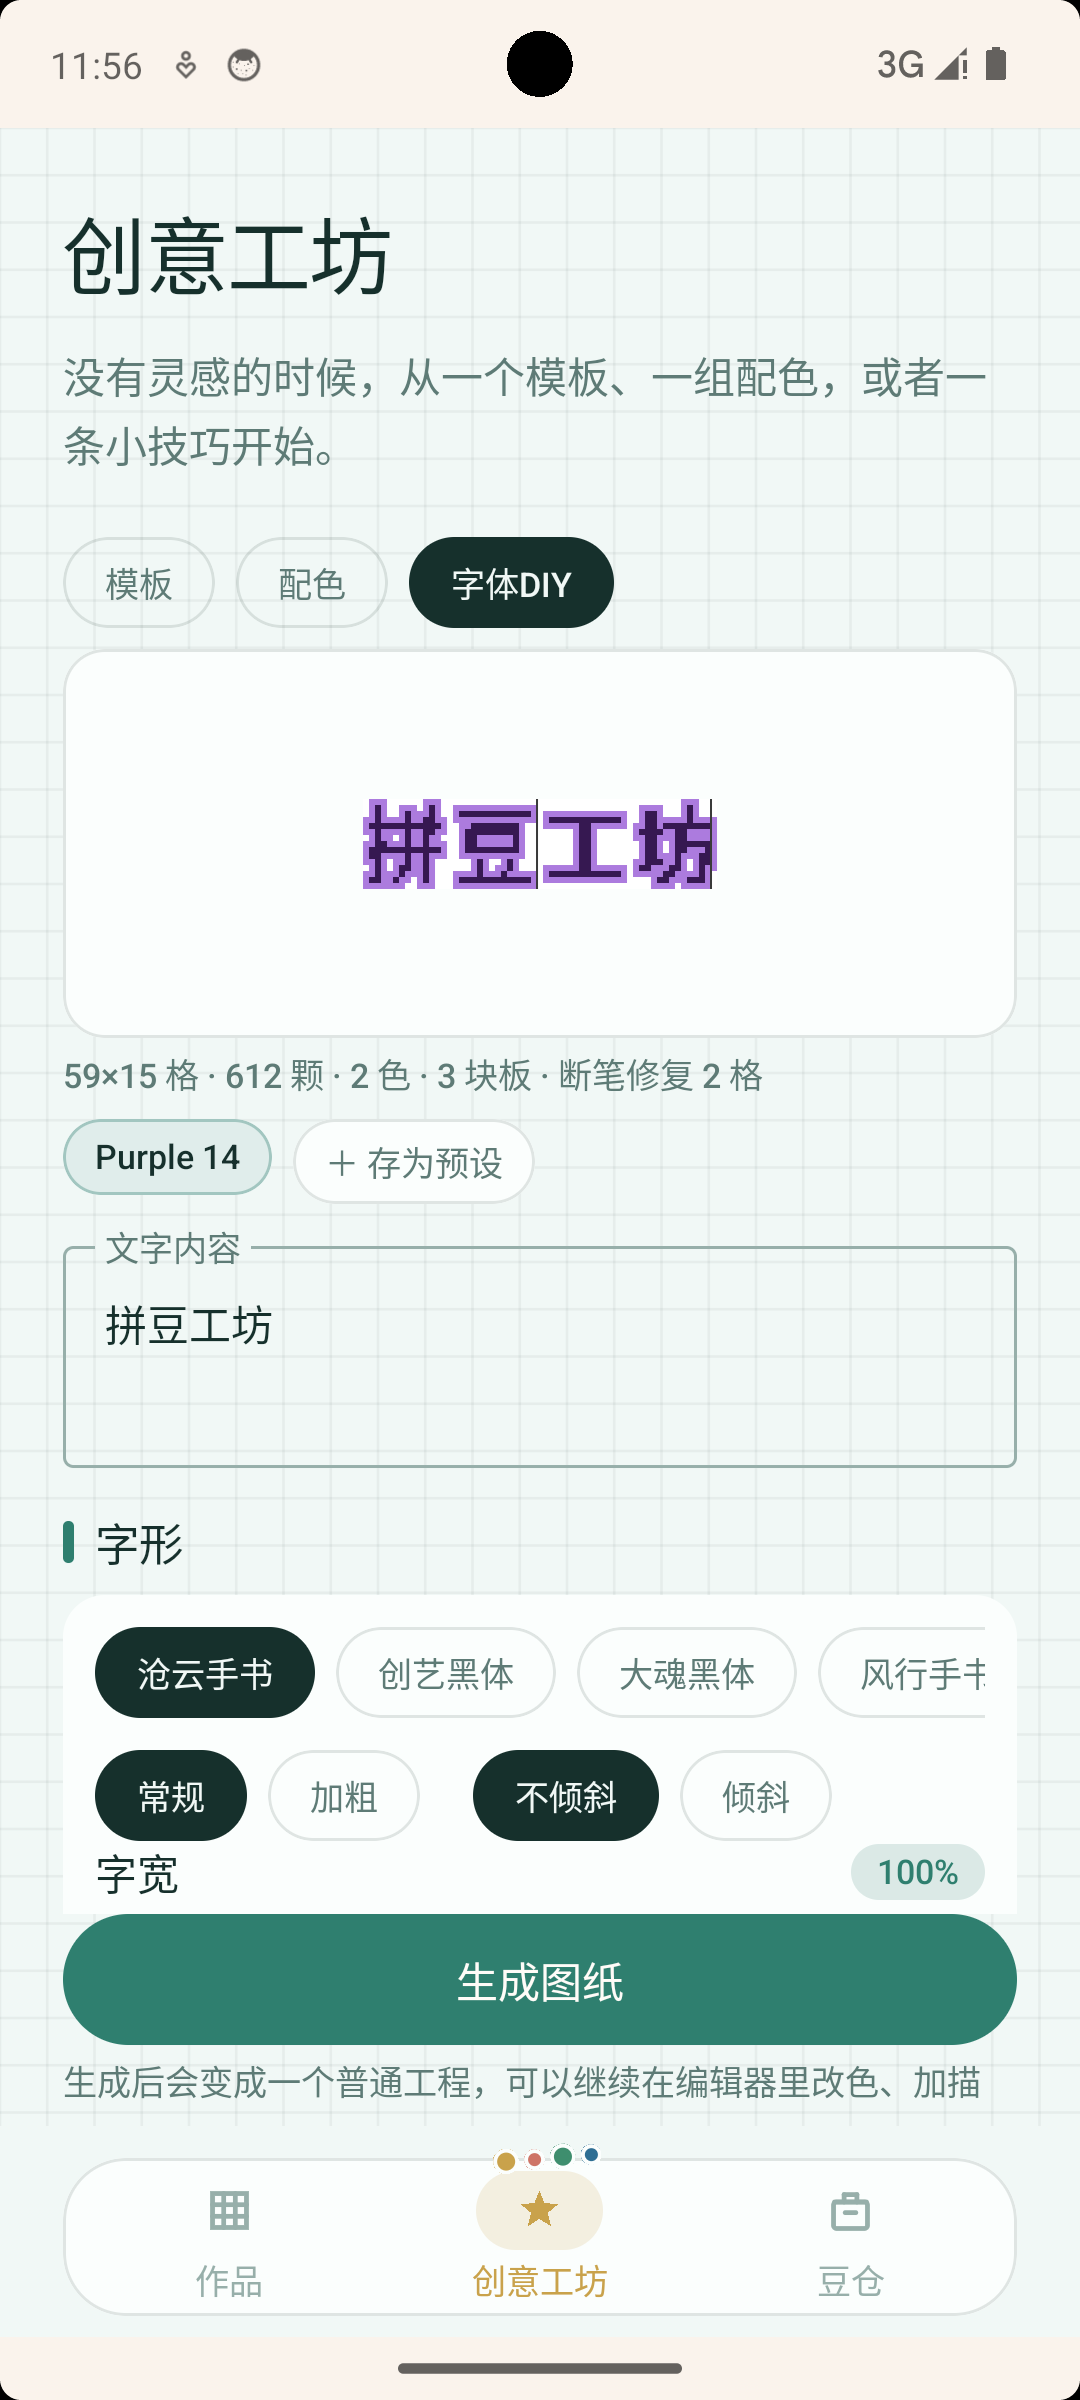 11:56
3G
创意工坊
没有灵感的时候，从一个模板、一组配色，或者一
条小技巧开始。
模板 配色 字体DIY
拼豆工坊
59×15 格 · 612 颗 · 2 色 · 3 块板 · 断笔修复 2 格
Purple 14 ＋ 存为预设
文字内容
拼豆工坊
字形
沧云手书 创艺黑体 大魂黑体 风行手书
常规 加粗 不倾斜 倾斜
字宽 100%
生成图纸
生成后会变成一个普通工程，可以继续在编辑器里改色、加描
作品 创意工坊 豆仓